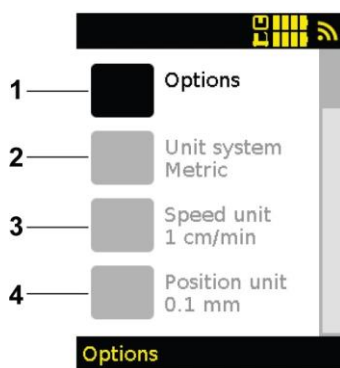 1
Options
2
Unit system
Metric
3
Speed unit
1 cm/min
4
Position unit
0.1 mm
Options